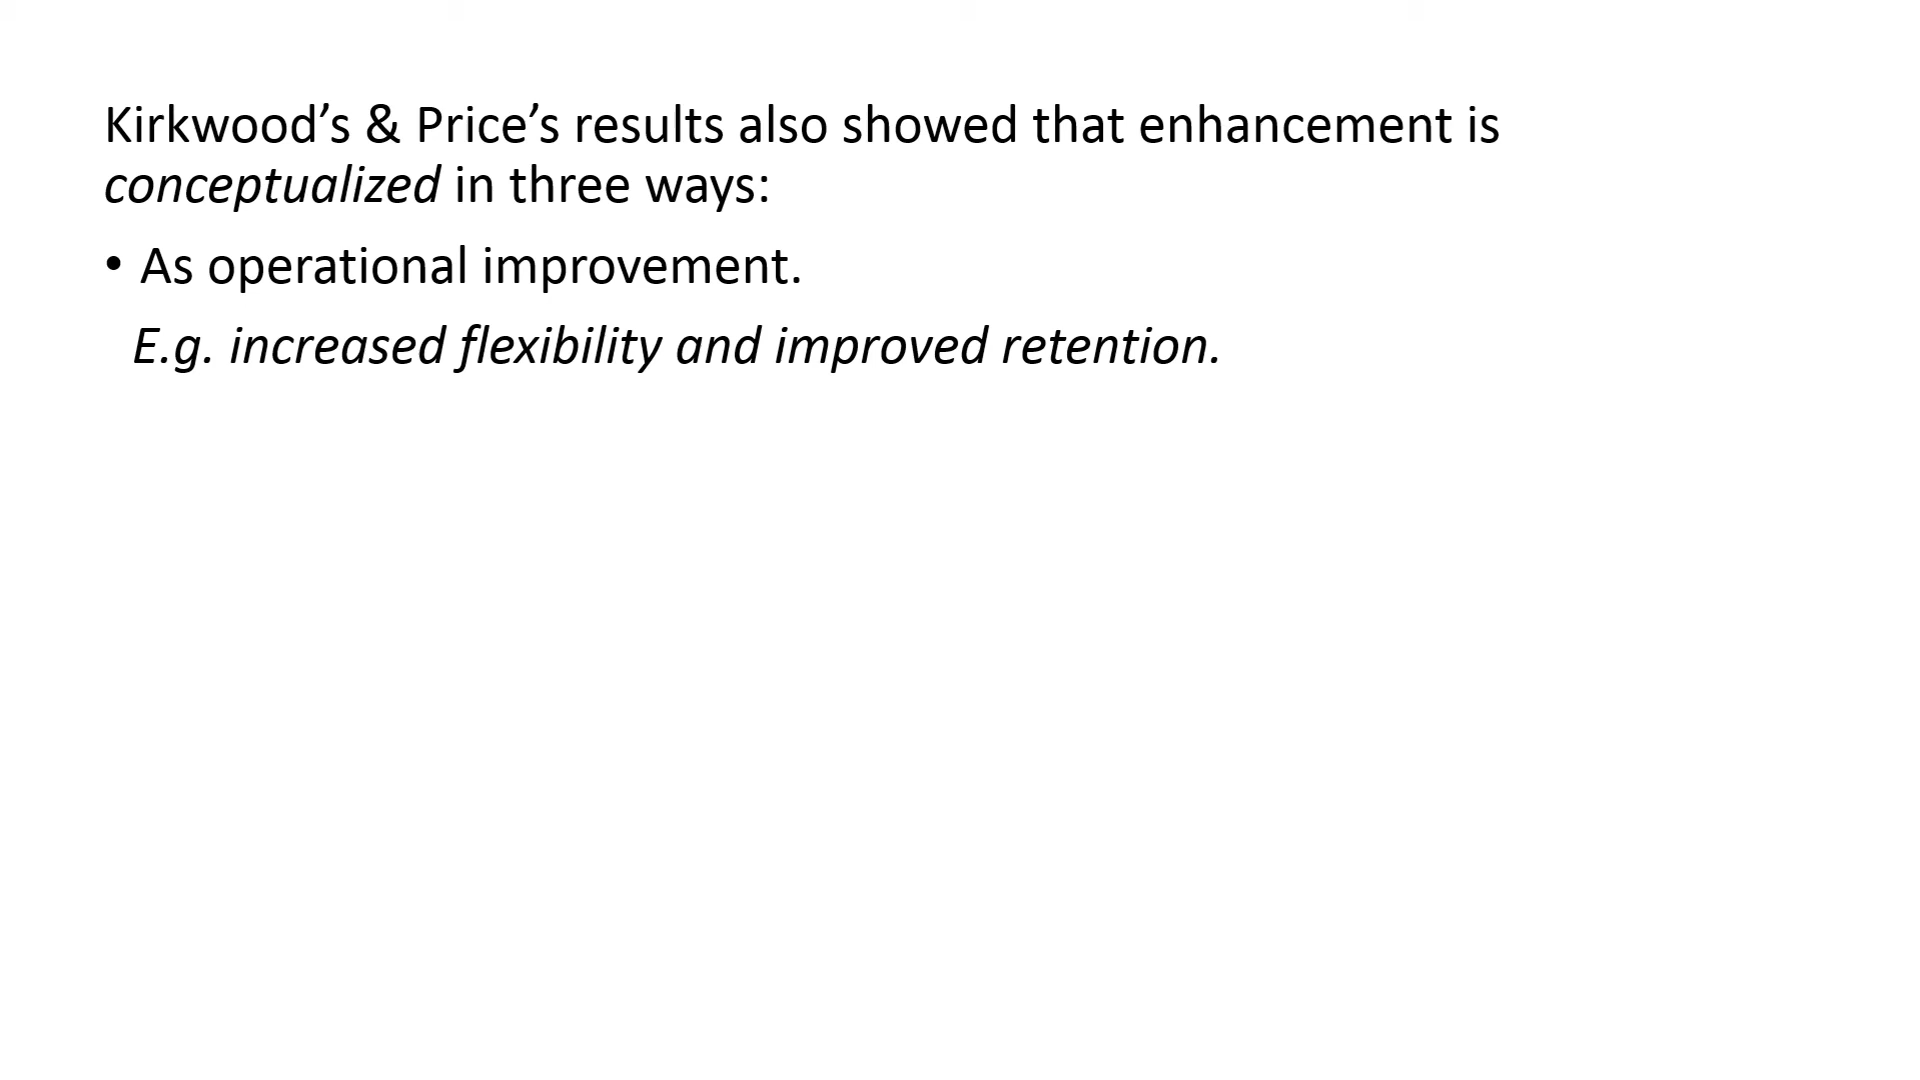 Kirkwood’s & Price’s results also showed that enhancement is
conceptualized in three ways:
• As operational improvement.
E.g. increased flexibility and improved retention.